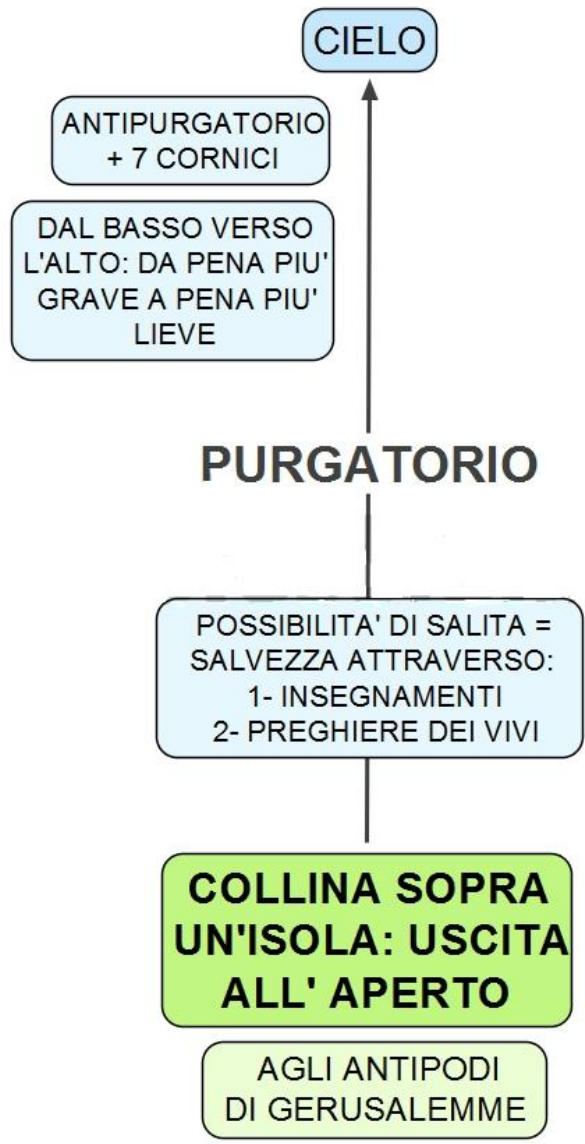 CIELO
ANTIPURGATORIO
+ 7 CORNICI
DAL BASSO VERSO
L'ALTO: DA PENA PIU'
GRAVE A PENA PIU'
LIEVE
PURGATORIO
POSSIBILITA' DI SALITA =
SALVEZZA ATTRAVERSO:
1- INSEGNAMENTI
2- PREGHIERE DEI VIVI
COLLINA SOPRA
UN'ISOLA: USCITA
ALL' APERTO
AGLI ANTIPODI
DI GERUSALEMME